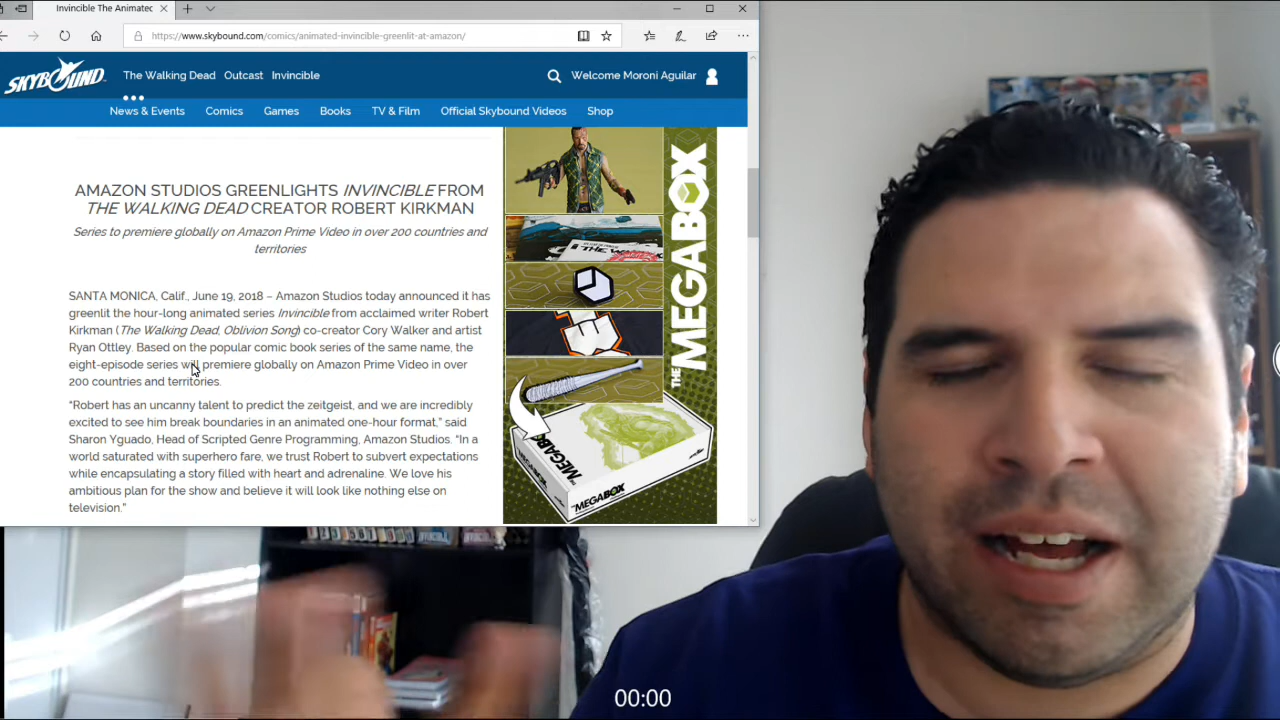 Invincible The Animatec
https://www.skybound.com/comics/animated-invincible-greenlit-at-amazon/
SKYBOUND
The Walking Dead Outcast Invincible
Welcome Moroni Aguilar
News & Events Comics Games Books TV & Film Official Skybound Videos Shop
AMAZON STUDIOS GREENLIGHTS INVINCIBLE FROM
THE WALKING DEAD CREATOR ROBERT KIRKMAN
Series to premiere globally on Amazon Prime Video in over 200 countries and
territories
SANTA MONICA, Calif., June 19, 2018 – Amazon Studios today announced it has
greenlit the hour-long animated series Invincible from acclaimed writer Robert
Kirkman (The Walking Dead, Oblivion Song) co-creator Cory Walker and artist
Ryan Ottley. Based on the popular comic book series of the same name, the
eight-episode series will premiere globally on Amazon Prime Video in over
200 countries and territories.
“Robert has an uncanny talent to predict the zeitgeist, and we are incredibly
excited to see him break boundaries in an animated one-hour format,” said
Sharon Yguado, Head of Scripted Genre Programming, Amazon Studios. “In a
world saturated with superhero fare, we trust Robert to subvert expectations
while encapsulating a story filled with heart and adrenaline. We love his
ambitious plan for the show and believe it will look like nothing else on
television.”
THE MEGABOX
THE MEGABOX
00:00